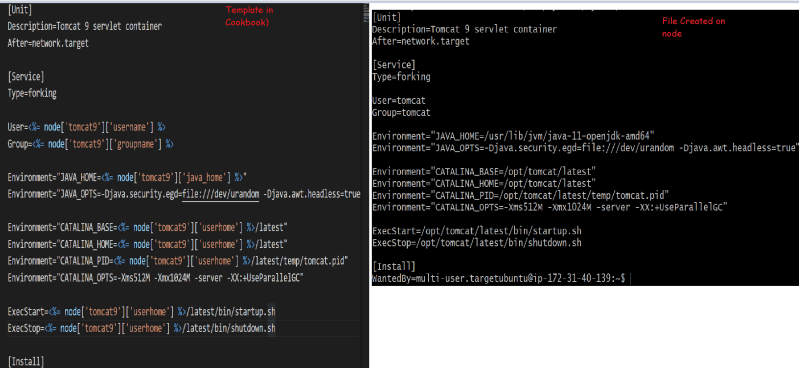 [Unit]
Description=Tomcat 9 servlet container
After=network.target
[Service]
Type=forking
User=<%= node['tomcat9']['username'] %>
Group=<%= node['tomcat9']['groupname'] %>
Environment="JAVA_HOME=<%= node['tomcat9']['java_home'] %>"
Environment="JAVA_OPTS=-Djava.security.egd=file:///dev/urandom -Djava.awt.headless=true
Environment="CATALINA_BASE=<%= node['tomcat9']['userhome'] %>/latest"
Environment="CATALINA_HOME=<%= node['tomcat9']['userhome'] %>/latest"
Environment="CATALINA_PID=<%= node['tomcat9']['userhome'] %>/latest/temp/tomcat.pid"
Environment="CATALINA_OPTS=-Xms512M -Xmx1024M -server -XX:+UseParallelGC"
ExecStart=<%= node['tomcat9']['userhome'] %>/latest/bin/startup.sh
ExecStop=<%= node['tomcat9']['userhome'] %>/latest/bin/shutdown.sh
[Install]
Template in
Cookbook)
[Unit]
Description=Tomcat 9 servlet container
After=network.target
[Service]
Type=forking
User=tomcat
Group=tomcat
Environment="JAVA_HOME=/usr/lib/jvm/java-11-openjdk-amd64"
Environment="JAVA_OPTS=-Djava.security.egd=file:///dev/urandom -Djava.awt.headless=true"
Environment="CATALINA_BASE=/opt/tomcat/latest"
Environment="CATALINA_HOME=/opt/tomcat/latest"
Environment="CATALINA_PID=/opt/tomcat/latest/temp/tomcat.pid"
Environment="CATALINA_OPTS=-Xms512M -Xmx1024M -server -XX:+UseParallelGC"
ExecStart=/opt/tomcat/latest/bin/startup.sh
ExecStop=/opt/tomcat/latest/bin/shutdown.sh
[Install]
WantedBy=multi-user.targetubuntu@ip-172-31-40-139:~$
File Created on
node